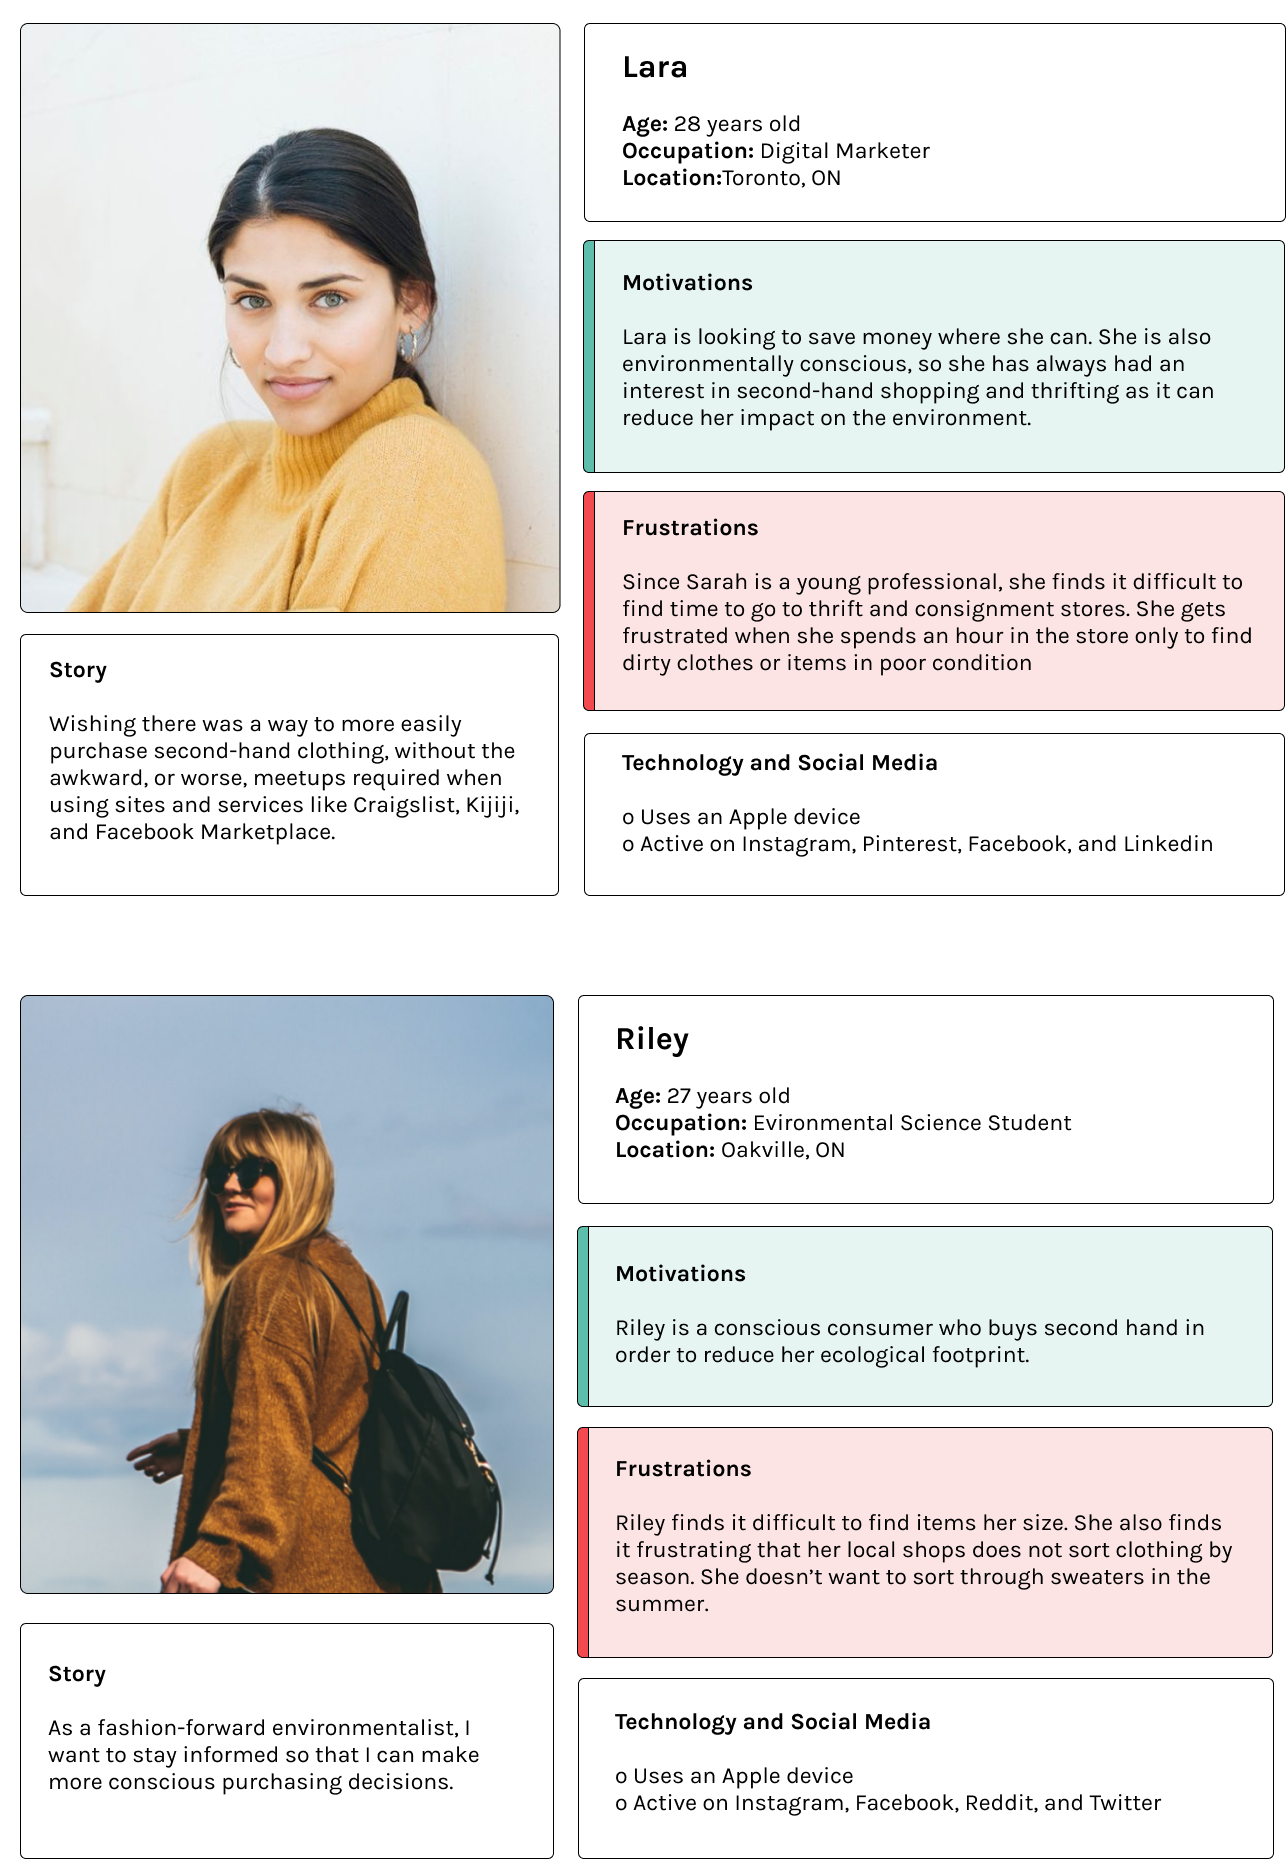 Lara
Age: 28 years old
Occupation: Digital Marketer
Location:Toronto, ON
Motivations
Lara is looking to save money where she can. She is also
environmentally conscious, so she has always had an
interest in second-hand shopping and thrifting as it can
reduce her impact on the environment.
Frustrations
Since Sarah is a young professional, she finds it difficult to
find time to go to thrift and consignment stores. She gets
frustrated when she spends an hour in the store only to find
dirty clothes or items in poor condition
Story
Wishing there was a way to more easily
purchase second-hand clothing, without the
awkward, or worse, meetups required when
using sites and services like Craigslist, Kijiji,
and Facebook Marketplace.
Technology and Social Media
o Uses an Apple device
o Active on Instagram, Pinterest, Facebook, and Linkedin
Riley
Age: 27 years old
Occupation: Evironmental Science Student
Location: Oakville, ON
Motivations
Riley is a conscious consumer who buys second hand in
order to reduce her ecological footprint.
Frustrations
Riley finds it difficult to find items her size. She also finds
it frustrating that her local shops does not sort clothing by
season. She doesn’t want to sort through sweaters in the
summer.
Story
As a fashion-forward environmentalist, I
want to stay informed so that I can make
more conscious purchasing decisions.
Technology and Social Media
o Uses an Apple device
o Active on Instagram, Facebook, Reddit, and Twitter